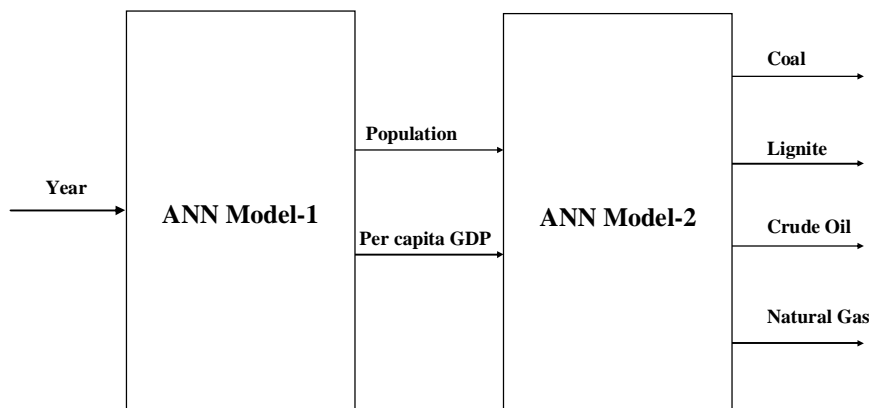 Year
ANN Model-1
Population
Per capita GDP
ANN Model-2
Coal
Lignite
Crude Oil
Natural Gas